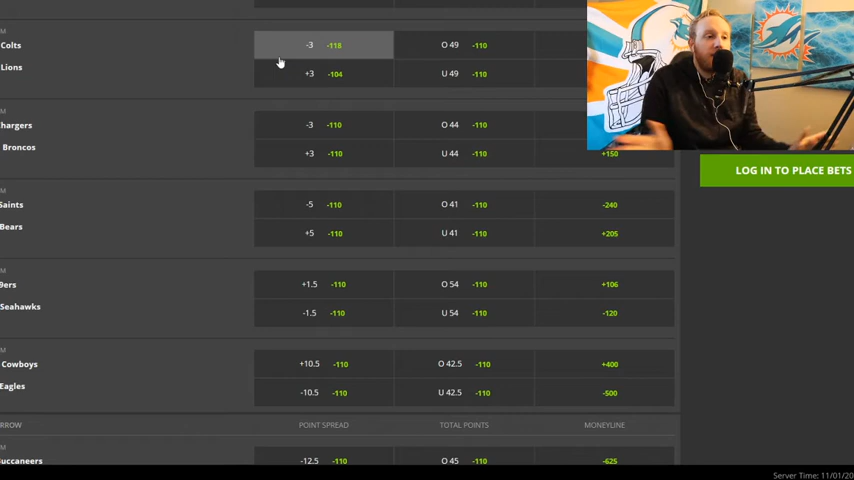 Colts -3 -118 O 49 -110
Lions +3 -104 U 49 -110
M
Chargers -3 -110 O 44 -110
Broncos +3 -110 U 44 -110 +150
LOG IN TO PLACE BETS
M
Saints -5 -110 O 41 -110 -240
Bears +5 -110 U 41 -110 +205
M
9ers +1.5 -110 O 54 -110 +106
Seahawks -1.5 -110 U 54 -110 -120
M
Cowboys +10.5 -110 O 42.5 -110 +400
Eagles -10.5 -110 U 42.5 -110 -500
RROW POINT SPREAD TOTAL POINTS MONEYLINE
M
Buccaneers -12.5 -110 O 45 -110 -625
Server Time: 11/01/20